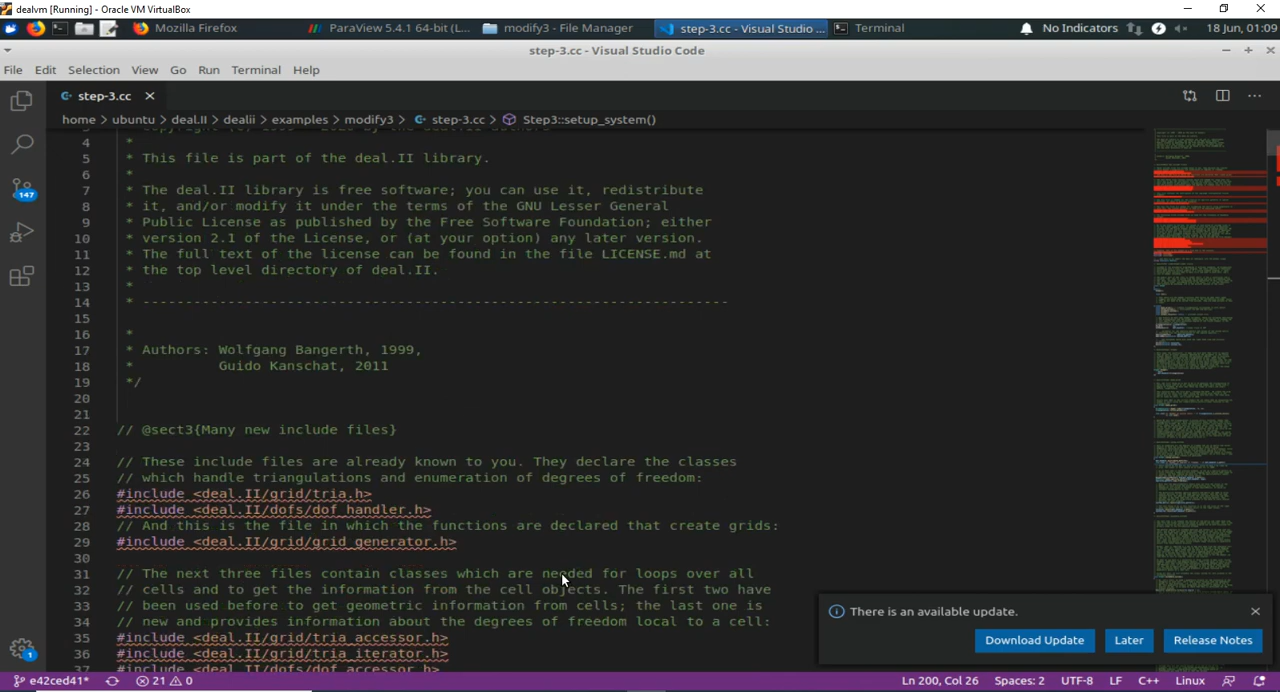 dealvm [Running] - Oracle VM VirtualBox
Mozilla Firefox
ParaView 5.4.1 64-bit (L...
modify3 - File Manager
step-3.cc - Visual Studio ...
Terminal
No Indicators
18 Jun, 01:09
step-3.cc - Visual Studio Code
File Edit Selection View Go Run Terminal Help
step-3.cc
home > ubuntu > deal.II > dealii > examples > modify3 > step-3.cc > Step3::setup_system()
4 *
5 * This file is part of the deal.II library.
6 *
7 * The deal.II library is free software; you can use it, redistribute
8 * it, and/or modify it under the terms of the GNU Lesser General
9 * Public License as published by the Free Software Foundation; either
10 * version 2.1 of the License, or (at your option) any later version.
11 * The full text of the license can be found in the file LICENSE.md at
12 * the top level directory of deal.II.
13 *
14 * ---------------------------------------------------------------------
15
16 *
17 * Authors: Wolfgang Bangerth, 1999,
18 *          Guido Kanschat, 2011
19 */
20
21
22 // @sect3{Many new include files}
23
24 // These include files are already known to you. They declare the classes
25 // which handle triangulations and enumeration of degrees of freedom:
26 #include <deal.II/grid/tria.h>
27 #include <deal.II/dofs/dof_handler.h>
28 // And this is the file in which the functions are declared that create grids:
29 #include <deal.II/grid/grid_generator.h>
30
31 // The next three files contain classes which are needed for loops over all
32 // cells and to get the information from the cell objects. The first two have
33 // been used before to get geometric information from cells; the last one is
34 // new and provides information about the degrees of freedom local to a cell:
35 #include <deal.II/grid/tria_accessor.h>
36 #include <deal.II/grid/tria_iterator.h>
37 #include <deal.II/dofs/dof_accessor.h>
147
There is an available update.
Download Update
Later
Release Notes
1
e42ced41*
21
0
Ln 200, Col 26
Spaces: 2
UTF-8
LF
C++
Linux